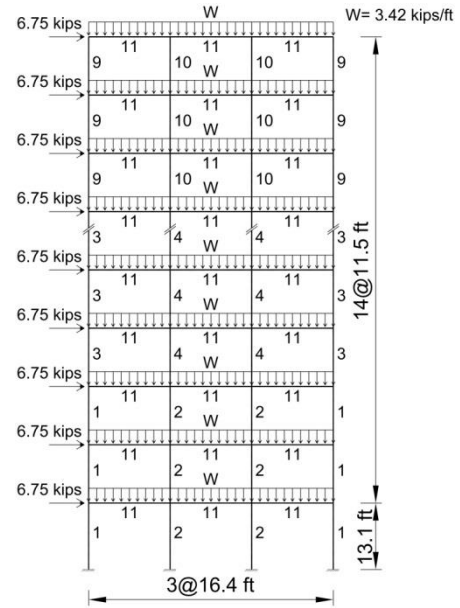 W
W= 3.42 kips/ft
6.75 kips
11 11 11
9 10 W 10 9
6.75 kips
11 11 11
9 10 W 10 9
6.75 kips
11 11 11
9 10 W 10 9
6.75 kips
11 11 11
3 4 W 4 3
6.75 kips
11 11 11
3 4 W 4 3
6.75 kips
11 11 11
3 4 W 4 3
6.75 kips
11 11 11
1 2 W 2 1
6.75 kips
11 11 11
1 2 W 2 1
6.75 kips
11 11 11
1 2 2 1
14@11.5 ft
13.1 ft
3@16.4 ft